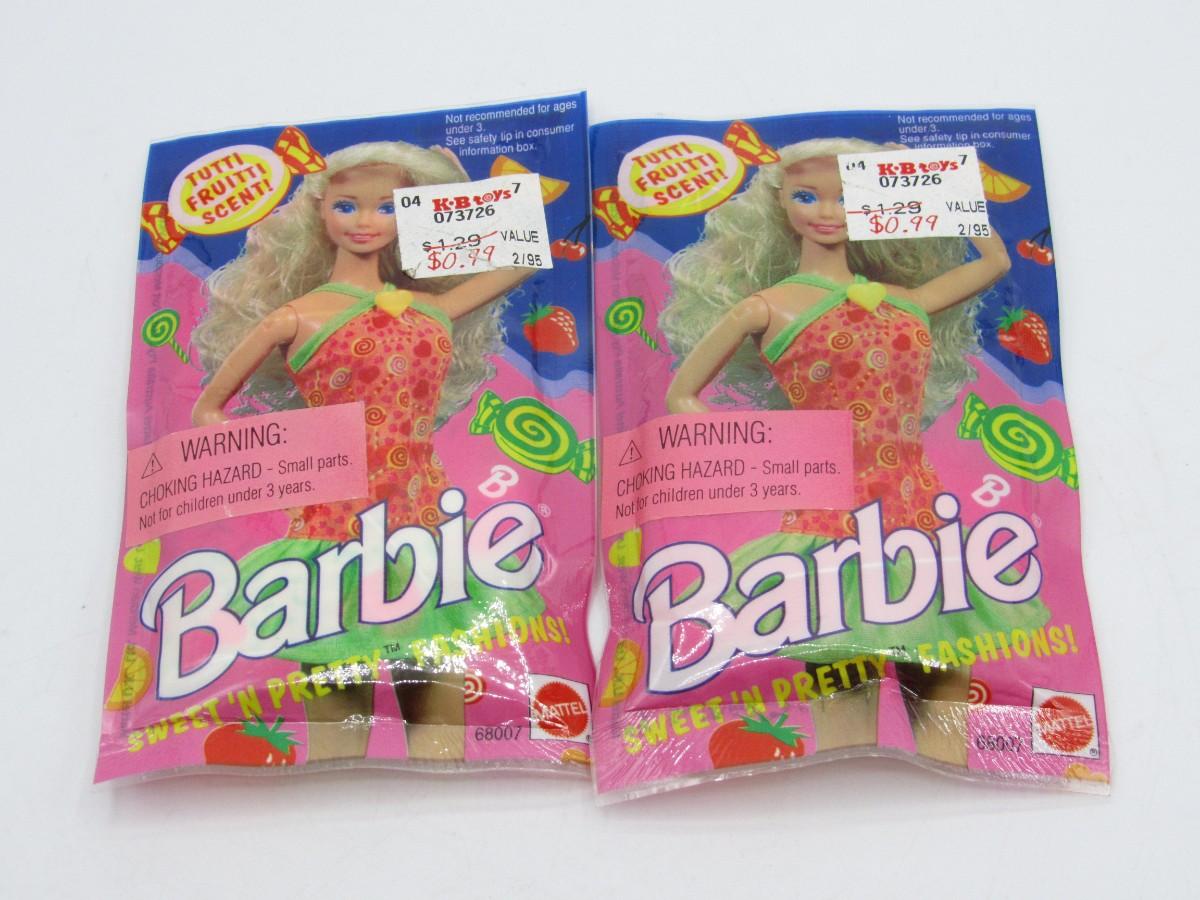 Not recommended for ages
under 3.
See safety tip in consumer
information box.
TUTTI
FRUITTI
SCENT!
04 K·B toys 7
073726
$1.29 VALUE
$0.99 2/95
WARNING:
CHOKING HAZARD - Small parts.
Not for children under 3 years.
B
Barbie®
SWEET 'N PRETTY™ FASHIONS!
68007
MATTEL
Not recommended for ages
under 3.
See safety tip in consumer
information box.
TUTTI
FRUITTI
SCENT!
04 K·B toys 7
073726
$1.29 VALUE
$0.99 2/95
WARNING:
CHOKING HAZARD - Small parts.
Not for children under 3 years.
B
Barbie®
SWEET 'N PRETTY™ FASHIONS!
68007
MATTEL®